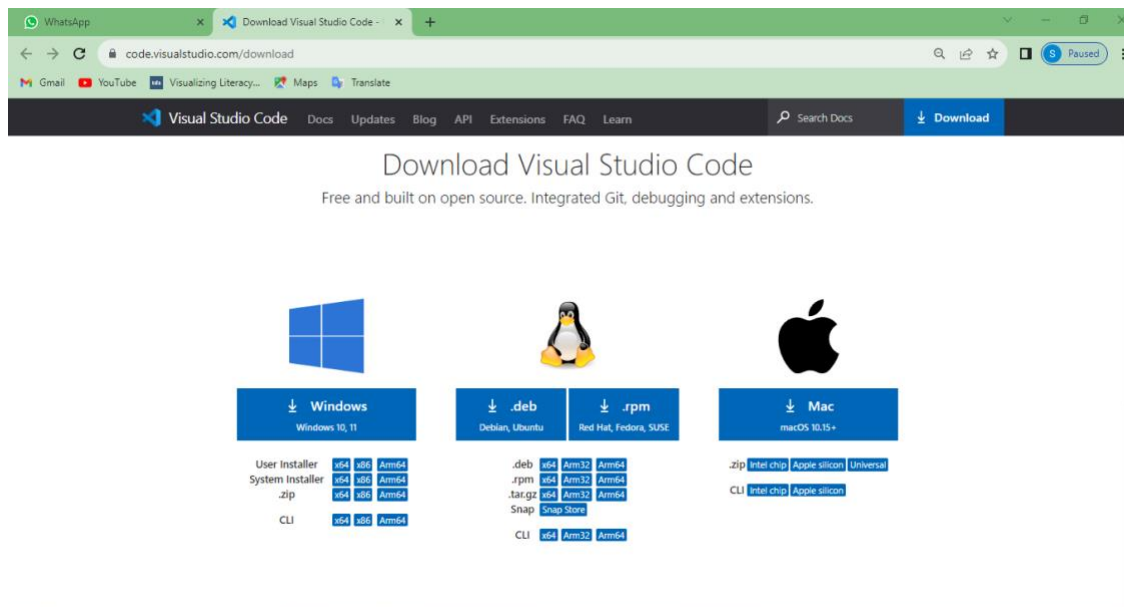 WhatsApp
Download Visual Studio Code -
code.visualstudio.com/download
S Paused
Gmail YouTube Visualizing Literacy... Maps Translate
Visual Studio Code Docs Updates Blog API Extensions FAQ Learn Search Docs Download
Download Visual Studio Code
Free and built on open source. Integrated Git, debugging and extensions.
Windows
Windows 10, 11
User Installer x64 x86 Arm64
System Installer x64 x86 Arm64
.zip x64 x86 Arm64
CLI x64 x86 Arm64
.deb
Debian, Ubuntu
.rpm
Red Hat, Fedora, SUSE
.deb x64 Arm32 Arm64
.rpm x64 Arm32 Arm64
.tar.gz x64 Arm32 Arm64
Snap Snap Store
CLI x64 Arm32 Arm64
Mac
macOS 10.15+
.zip Intel chip Apple silicon Universal
CLI Intel chip Apple silicon